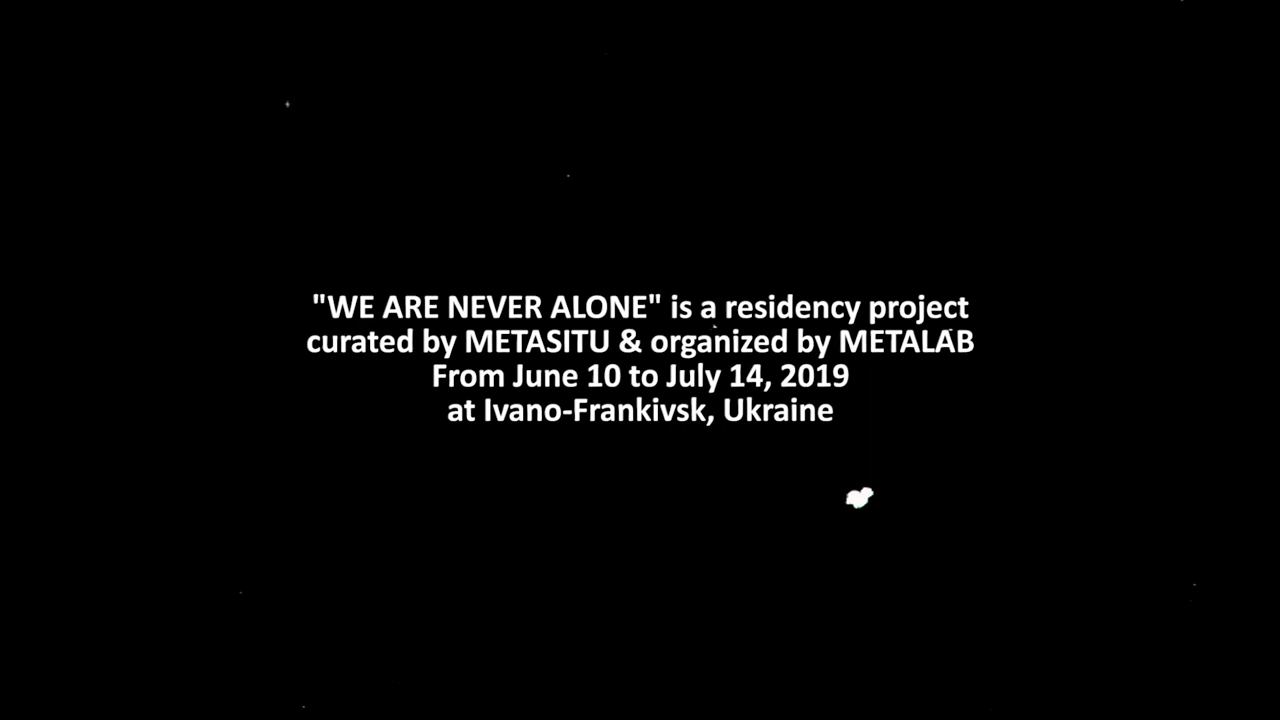 "WE ARE NEVER ALONE" is a residency project
curated by METASITU & organized by METALAB
From June 10 to July 14, 2019
at Ivano-Frankivsk, Ukraine